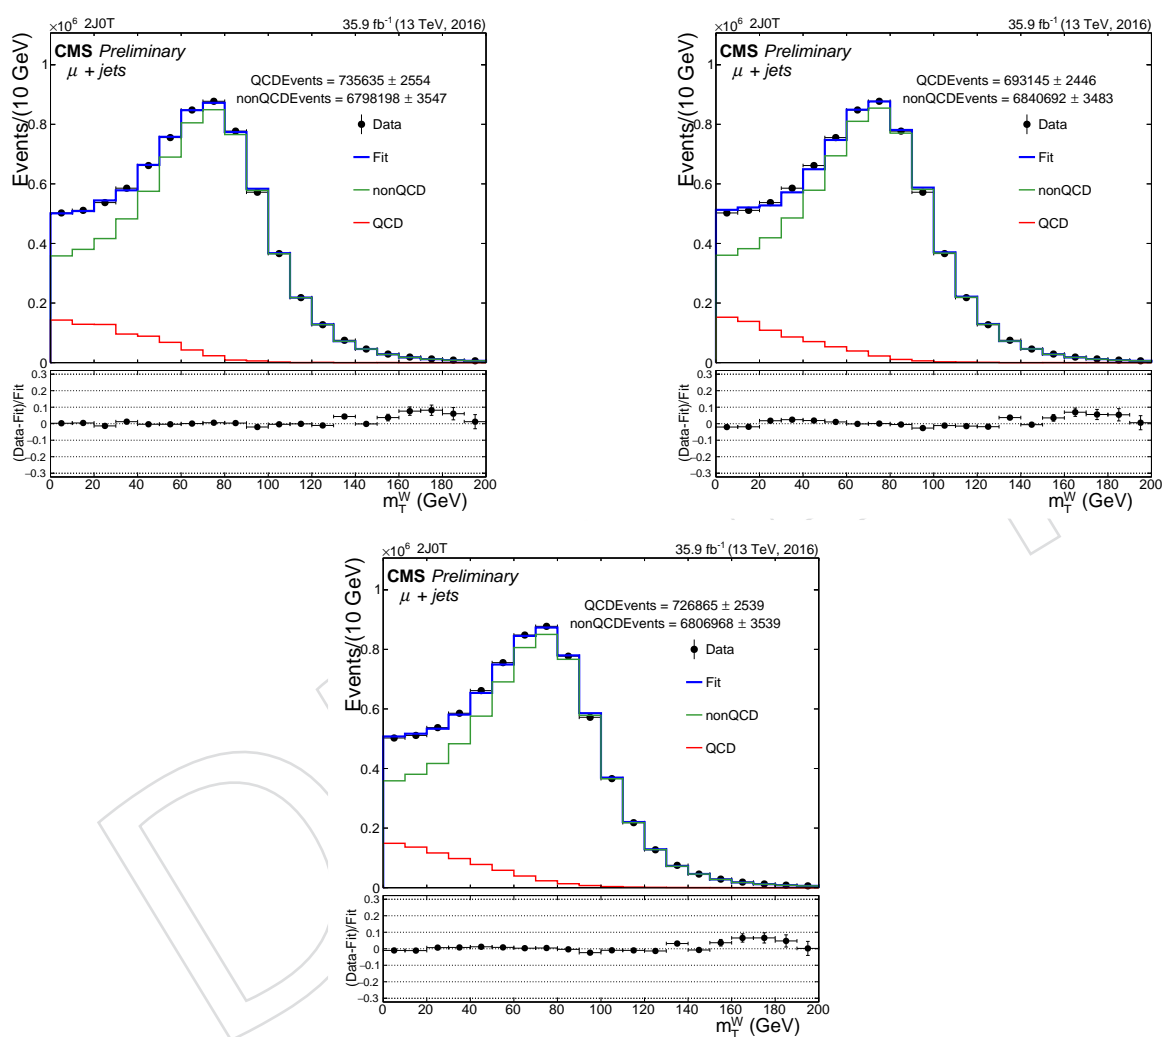 ×10⁶ 2J0T 35.9 fb⁻¹ (13 TeV, 2016)
CMS Preliminary
μ + jets
QCDEvents = 735635 ± 2554
nonQCDEvents = 6798198 ± 3547
Data
Fit
nonQCD
QCD
Events/(10 GeV)
1
0.8
0.6
0.4
0.2
0
(Data-Fit)/Fit
0.3
0.2
0.1
0
−0.1
−0.2
−0.3
0 20 40 60 80 100 120 140 160 180 200
m_T^W (GeV)
×10⁶ 2J0T 35.9 fb⁻¹ (13 TeV, 2016)
CMS Preliminary
μ + jets
QCDEvents = 693145 ± 2446
nonQCDEvents = 6840692 ± 3483
Data
Fit
nonQCD
QCD
Events/(10 GeV)
1
0.8
0.6
0.4
0.2
0
(Data-Fit)/Fit
0.3
0.2
0.1
0
−0.1
−0.2
−0.3
0 20 40 60 80 100 120 140 160 180 200
m_T^W (GeV)
×10⁶ 2J0T 35.9 fb⁻¹ (13 TeV, 2016)
CMS Preliminary
μ + jets
QCDEvents = 726865 ± 2539
nonQCDEvents = 6806968 ± 3539
Data
Fit
nonQCD
QCD
Events/(10 GeV)
1
0.8
0.6
0.4
0.2
0
(Data-Fit)/Fit
0.3
0.2
0.1
0
−0.1
−0.2
−0.3
0 20 40 60 80 100 120 140 160 180 200
m_T^W (GeV)